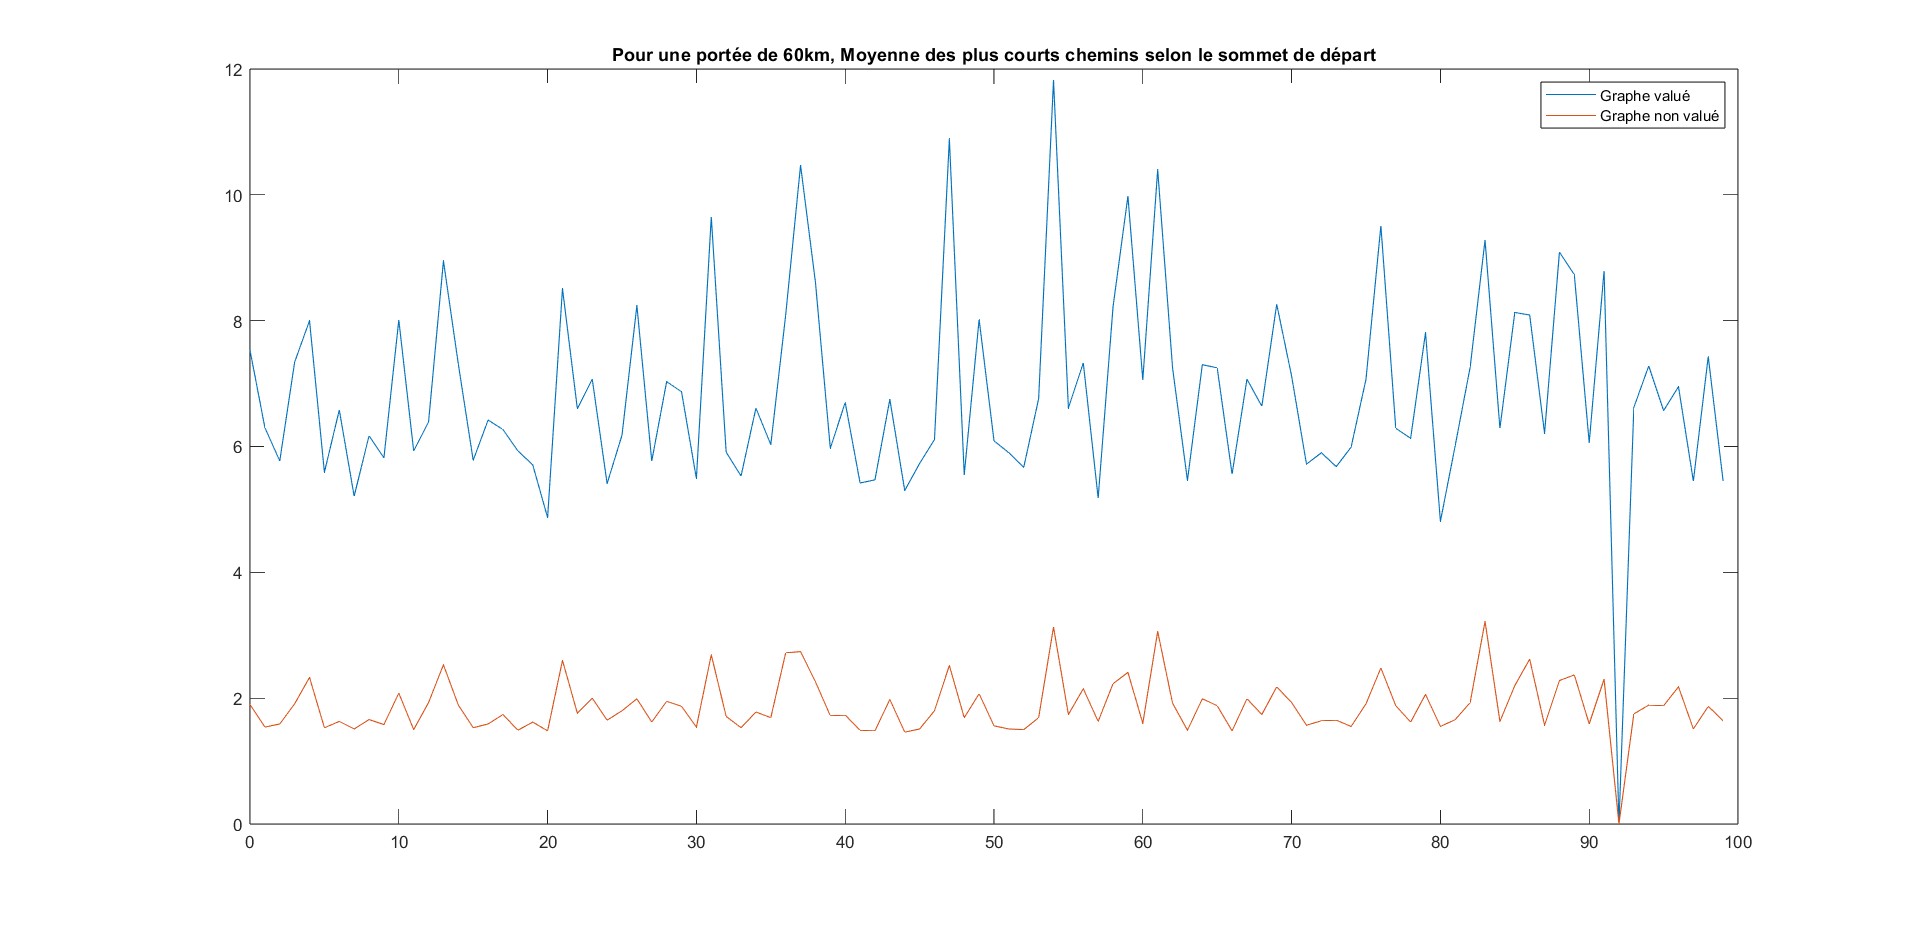 Pour une portée de 60km, Moyenne des plus courts chemins selon le sommet de départ
Graphe valué
Graphe non valué
12
10
8
6
4
2
0
0 10 20 30 40 50 60 70 80 90 100